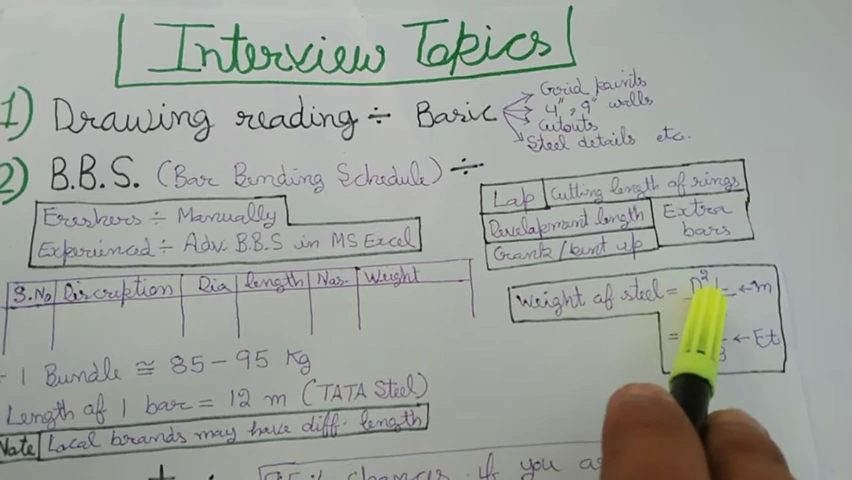 Interview Topics
1) Drawing reading ÷ Basic
Grid points
4", 9" walls
Cutouts
Steel details etc.
2) B.B.S. (Bar Bending Schedule) ÷
Freshers ÷ Manually
Experienced ÷ Adv. B.B.S in MS Excel
Lap
Cutting length of rings
Development length
Extra bars
Crank / bent up
S.No Discription Dia length Nos. Weight
Weight of steel = ← m
= ← Ft
1 Bundle ≅ 85 - 95 Kg
Length of 1 bar = 12 m (TATA Steel)
Note Local brands may have diff. length
changes if you